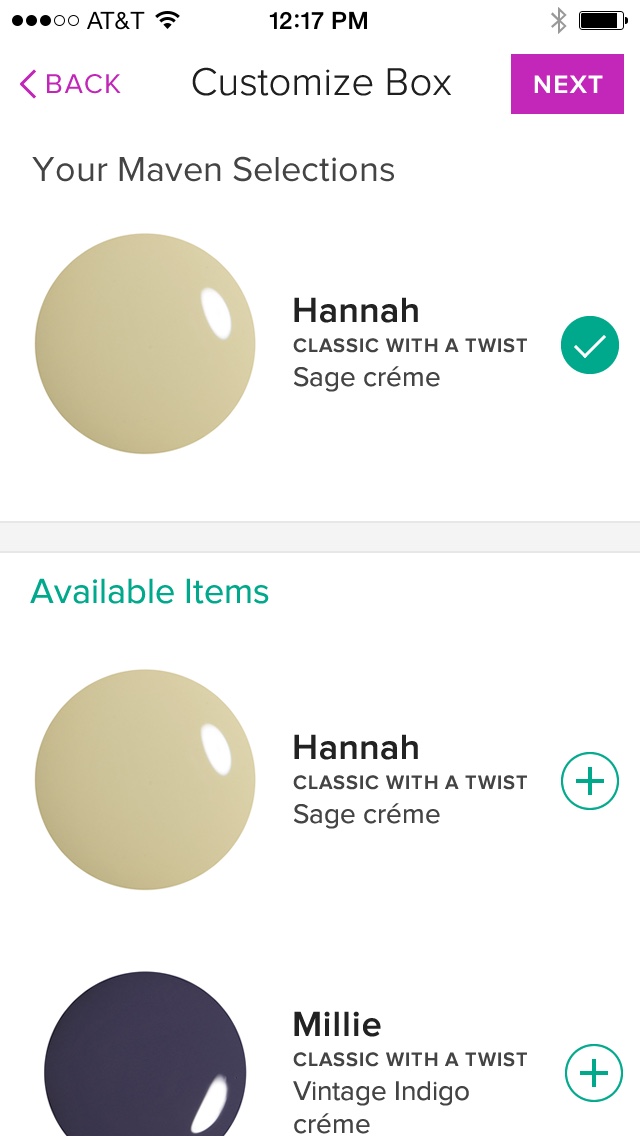 AT&T 12:17 PM
BACK Customize Box NEXT
Your Maven Selections
Hannah
CLASSIC WITH A TWIST
Sage créme
Available Items
Hannah
CLASSIC WITH A TWIST
Sage créme
Millie
CLASSIC WITH A TWIST
Vintage Indigo
créme